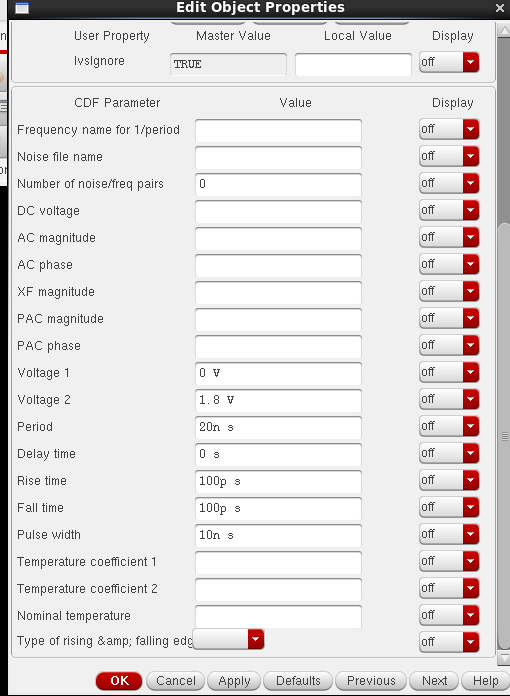 Edit Object Properties
User Property Master Value Local Value Display
lvsIgnore TRUE off
CDF Parameter Value Display
Frequency name for 1/period off
Noise file name off
Number of noise/freq pairs 0 off
DC voltage off
AC magnitude off
AC phase off
XF magnitude off
PAC magnitude off
PAC phase off
Voltage 1 0 V off
Voltage 2 1.8 V off
Period 20n s off
Delay time 0 s off
Rise time 100p s off
Fall time 100p s off
Pulse width 10n s off
Temperature coefficient 1 off
Temperature coefficient 2 off
Nominal temperature off
Type of rising &amp; falling edg off
OK Cancel Apply Defaults Previous Next Help